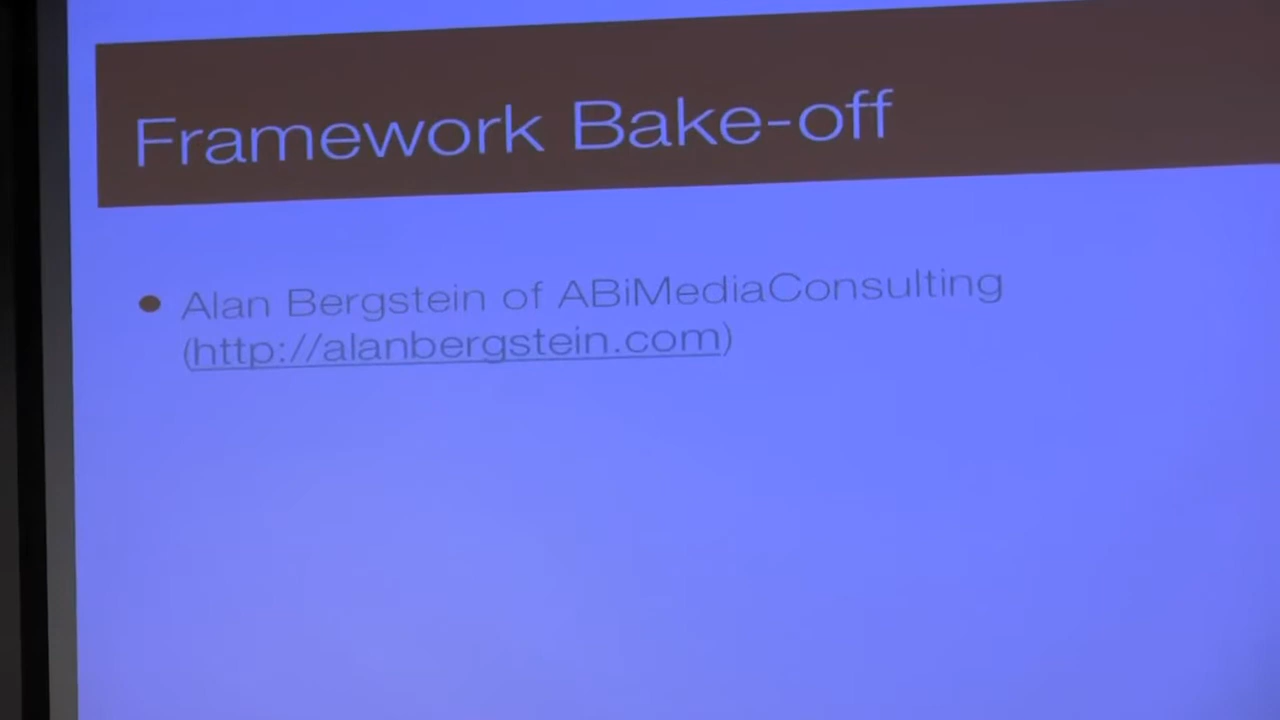 Framework Bake-off
• Alan Bergstein of ABiMediaConsulting
(http://alanbergstein.com)